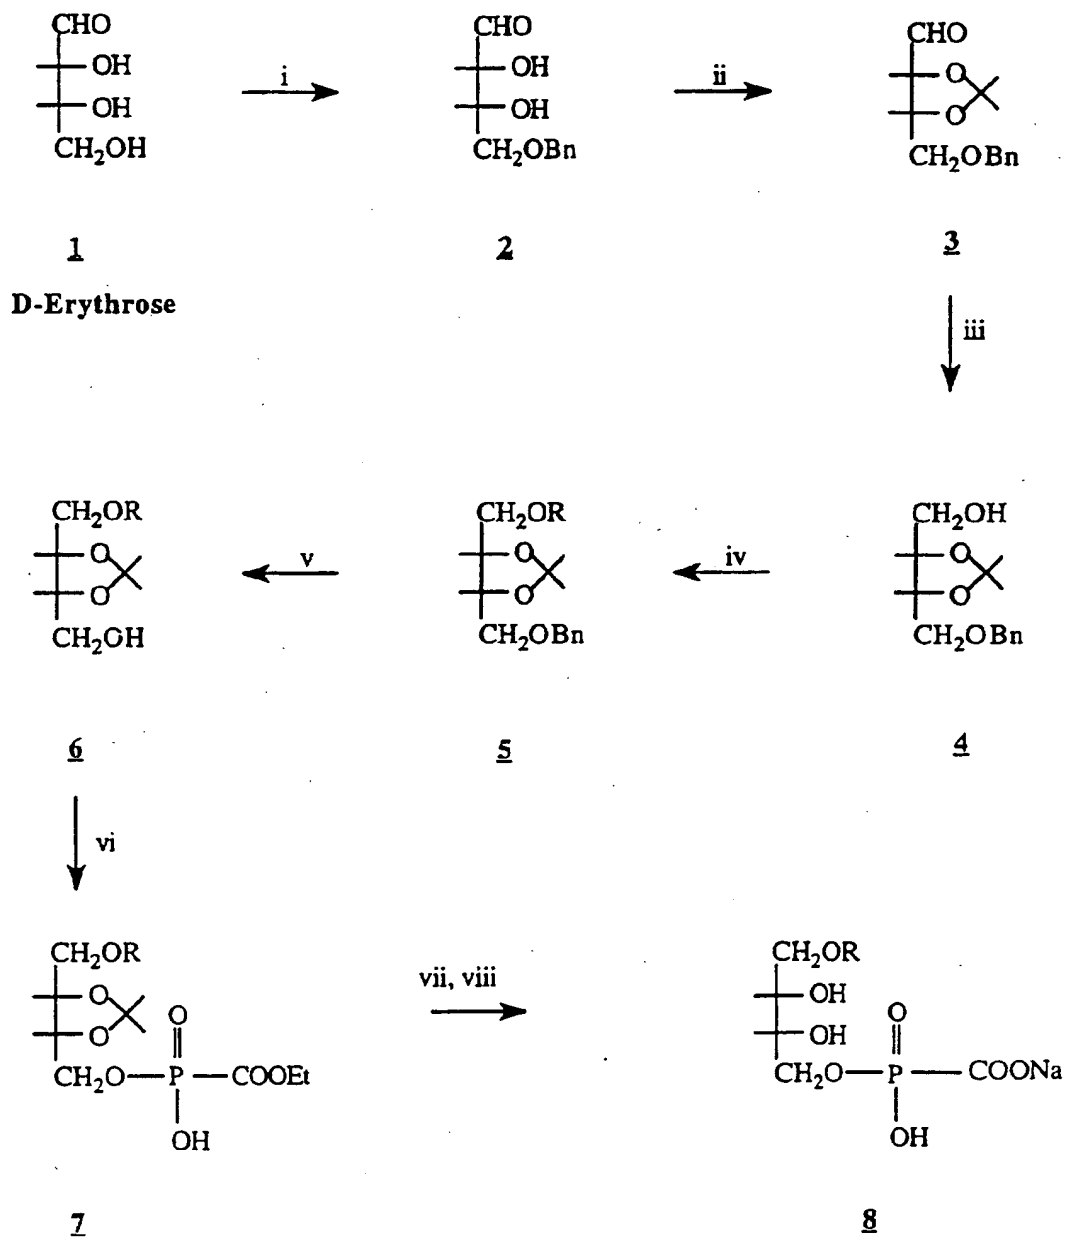 CHO
OH
OH
CH₂OH
1
D-Erythrose
i
CHO
OH
OH
CH₂OBn
2
ii
CHO
O
O
CH₂OBn
3
iii
CH₂OH
O
O
CH₂OBn
4
iv
CH₂OR
O
O
CH₂OBn
5
v
CH₂OR
O
O
CH₂OH
6
vi
CH₂OR
O
O
O
CH₂O P COOEt
OH
7
vii, viii
CH₂OR
OH
OH
O
CH₂O P COONa
OH
8